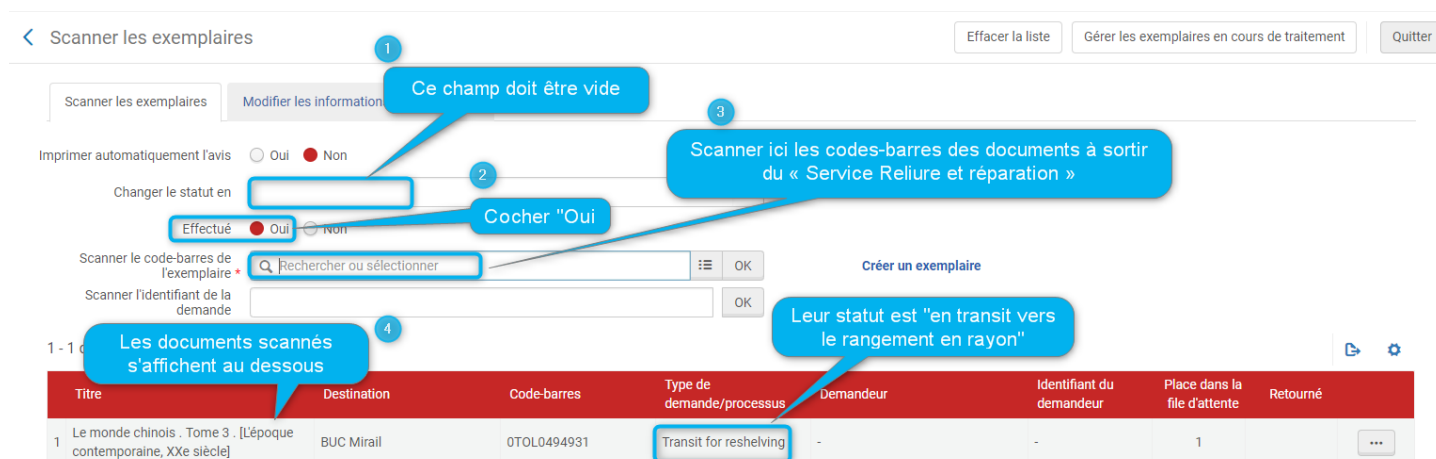 Scanner les exemplaires
Effacer la liste
Gérer les exemplaires en cours de traitement
Quitter
1
Scanner les exemplaires
Modifier les information
Ce champ doit être vide
3
Imprimer automatiquement l'avis
Oui
Non
Scanner ici les codes-barres des documents à sortir
du « Service Reliure et réparation »
Changer le statut en
2
Effectué
Oui
Non
Cocher "Oui
Scanner le code-barres de
l'exemplaire *
Rechercher ou sélectionner
OK
Créer un exemplaire
Scanner l'identifiant de la
demande
OK
4
Leur statut est "en transit vers
le rangement en rayon"
1 - 1
Les documents scannés
s'affichent au dessous
Titre
Destination
Code-barres
Type de
demande/processus
Demandeur
Identifiant du
demandeur
Place dans la
file d'attente
Retourné
1
Le monde chinois . Tome 3 . [L'époque
contemporaine, XXe siècle]
BUC Mirail
0TOL0494931
Transit for reshelving
-
-
1
...